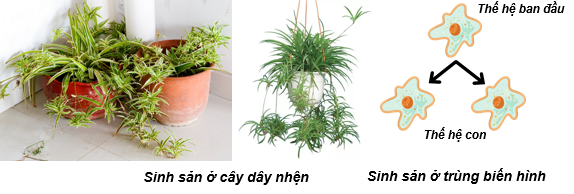 Thế hệ ban đầu
Thế hệ con
Sinh sản ở cây dây nhện
Sinh sản ở trùng biến hình